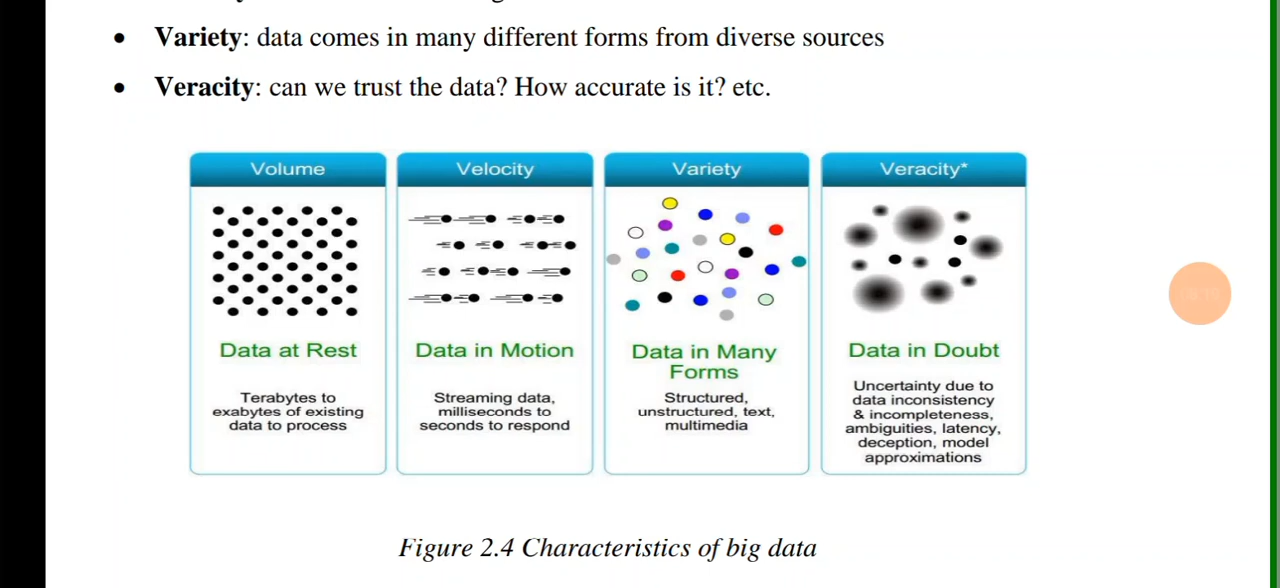 • Variety: data comes in many different forms from diverse sources
• Veracity: can we trust the data? How accurate is it? etc.
Volume
Data at Rest
Terabytes to
exabytes of existing
data to process
Velocity
Data in Motion
Streaming data,
milliseconds to
seconds to respond
Variety
Data in Many
Forms
Structured,
unstructured, text,
multimedia
Veracity*
Data in Doubt
Uncertainty due to
data inconsistency
& incompleteness,
ambiguities, latency,
deception, model
approximations
Figure 2.4 Characteristics of big data